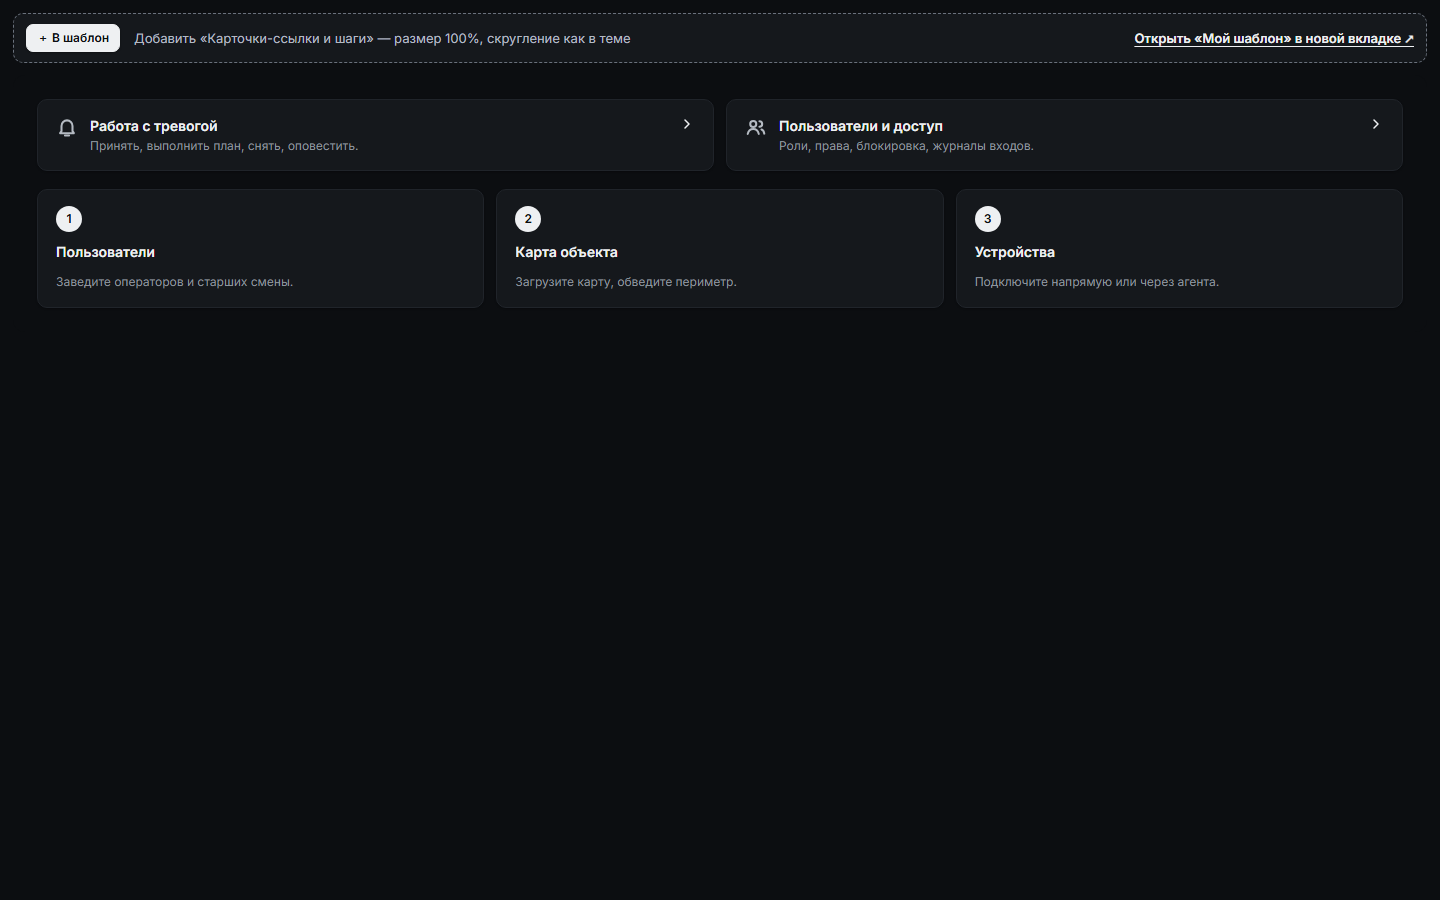 + В шаблон
Добавить «Карточки-ссылки и шаги» — размер 100%, скругление как в теме
Открыть «Мой шаблон» в новой вкладке ↗
Работа с тревогой
Принять, выполнить план, снять, оповестить.
Пользователи и доступ
Роли, права, блокировка, журналы входов.
1
Пользователи
Заведите операторов и старших смены.
2
Карта объекта
Загрузите карту, обведите периметр.
3
Устройства
Подключите напрямую или через агента.